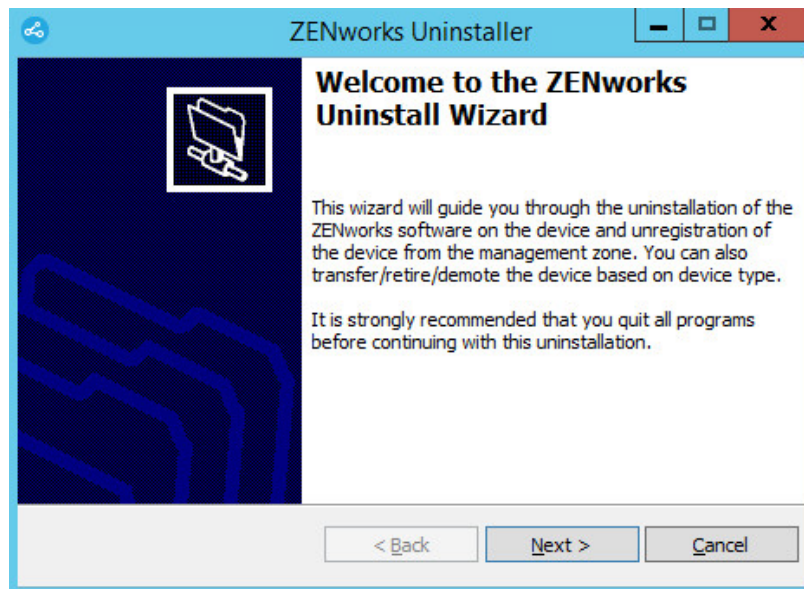 ZENworks Uninstaller
Welcome to the ZENworks
Uninstall Wizard
This wizard will guide you through the uninstallation of the
ZENworks software on the device and unregistration of
the device from the management zone. You can also
transfer/retire/demote the device based on device type.
It is strongly recommended that you quit all programs
before continuing with this uninstallation.
< Back
Next >
Cancel